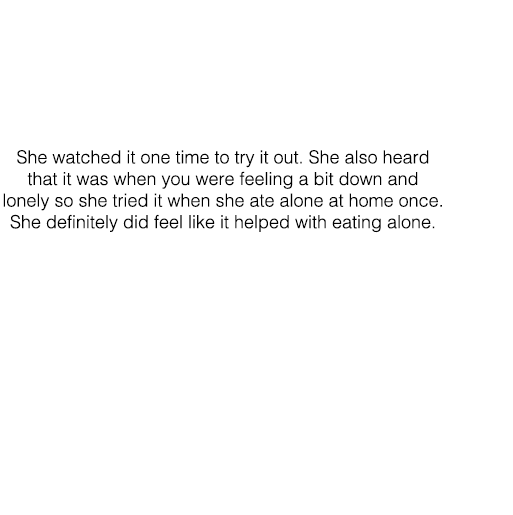 She watched it one time to try it out. She also heard
that it was when you were feeling a bit down and
lonely so she tried it when she ate alone at home once.
She definitely did feel like it helped with eating alone.